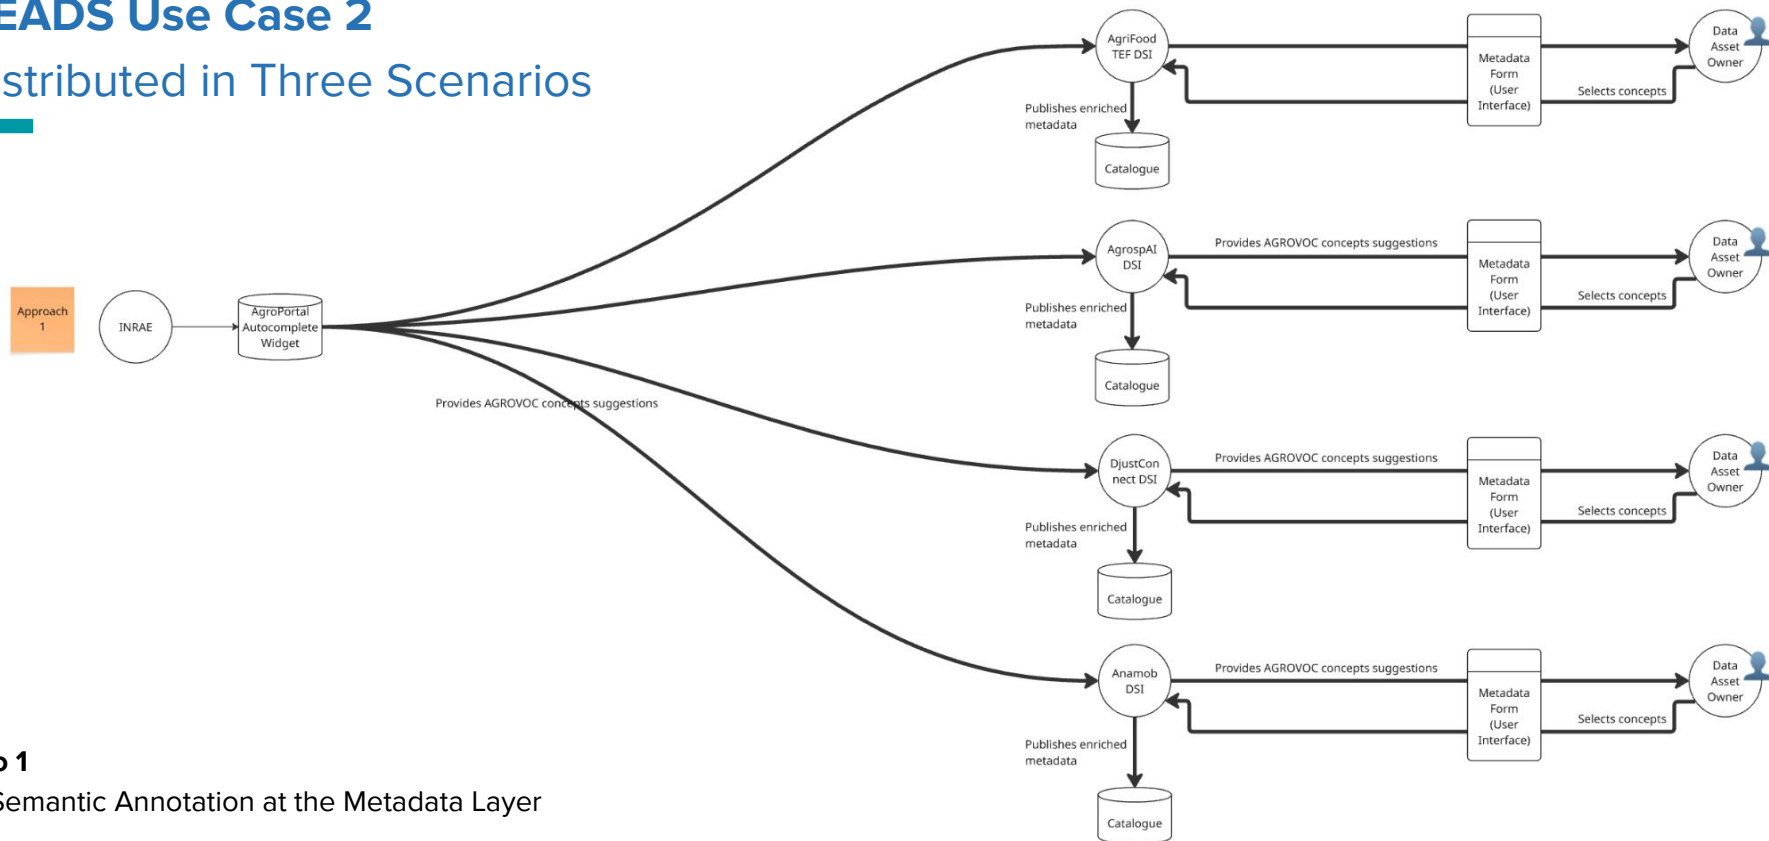 EADS Use Case 2
stributed in Three Scenarios
Approach
1
INRAE
AgroPortal
Autocomplete
Widget
Provides AGROVOC concepts suggestions
AgriFood
TEF DSI
Publishes enriched
metadata
Catalogue
Metadata
Form
(User
Interface)
Selects concepts
Data
Asset
Owner
AgrospAI
DSI
Provides AGROVOC concepts suggestions
Publishes enriched
metadata
Catalogue
Metadata
Form
(User
Interface)
Selects concepts
Data
Asset
Owner
DjustCon
nect DSI
Provides AGROVOC concepts suggestions
Publishes enriched
metadata
Catalogue
Metadata
Form
(User
Interface)
Selects concepts
Data
Asset
Owner
Anamob
DSI
Provides AGROVOC concepts suggestions
Publishes enriched
metadata
Catalogue
Metadata
Form
(User
Interface)
Selects concepts
Data
Asset
Owner
o 1
Semantic Annotation at the Metadata Layer